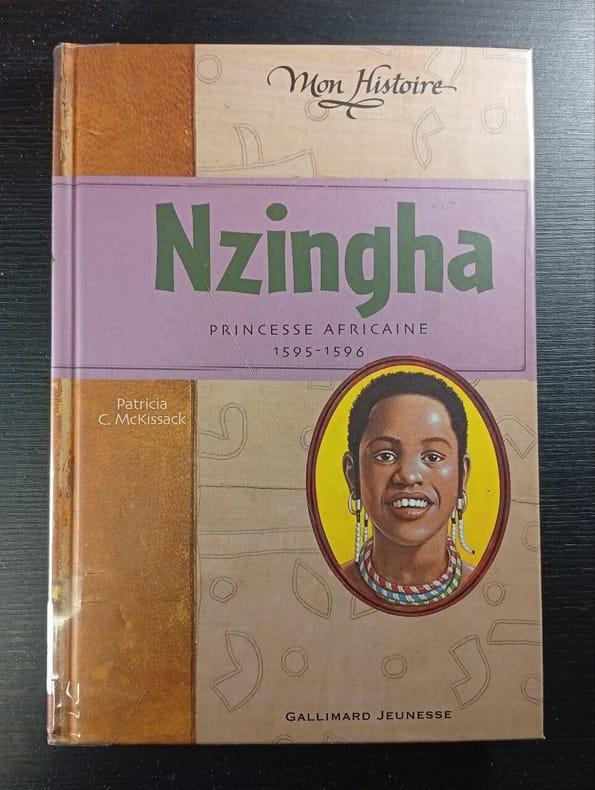 Mon Histoire
Nzingha
PRINCESSE AFRICAINE
1595-1596
Patricia
C. McKissack
GALLIMARD JEUNESSE